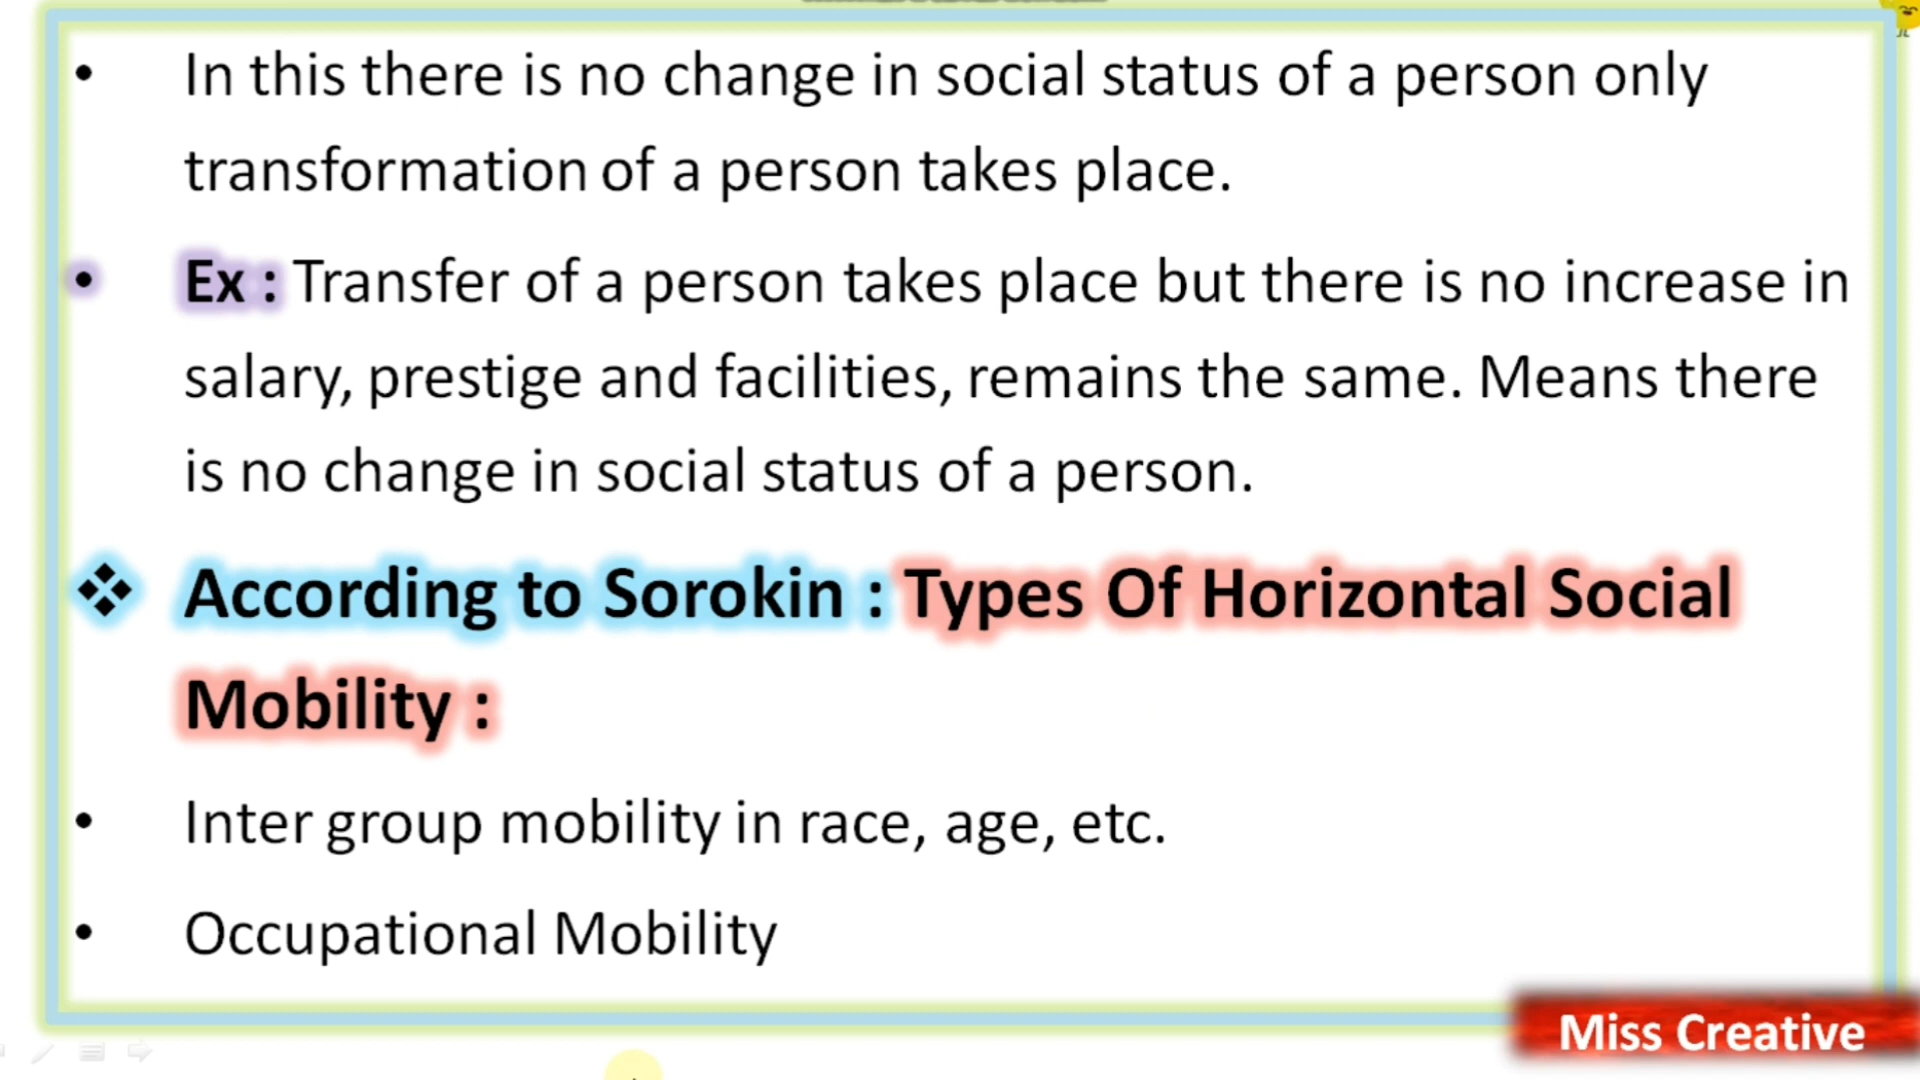 • In this there is no change in social status of a person only
transformation of a person takes place.
• Ex : Transfer of a person takes place but there is no increase in
salary, prestige and facilities, remains the same. Means there
is no change in social status of a person.
❖ According to Sorokin : Types Of Horizontal Social
Mobility :
• Inter group mobility in race, age, etc.
• Occupational Mobility
Miss Creative